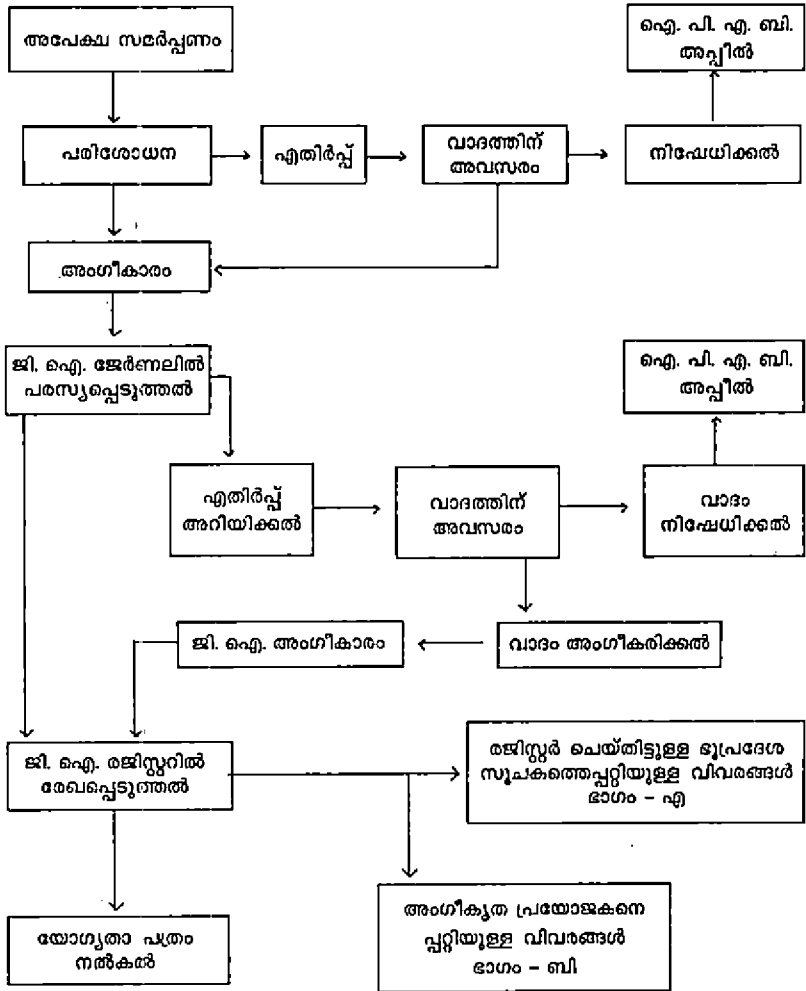 അപേക്ഷ സമർപ്പണം
ഐ. പി. എ. ബി.
അപ്പീൽ
പരിശോധന
എതിർപ്പ്
വാദത്തിന്
അവസരം
നിഷേധിക്കൽ
അംഗീകാരം
ജി. ഐ. ജേർണലിൽ
പരസ്യപ്പെടുത്തൽ
ഐ. പി. എ. ബി.
അപ്പീൽ
എതിർപ്പ്
അറിയിക്കൽ
വാദത്തിന്
അവസരം
വാദം
നിഷേധിക്കൽ
ജി. ഐ. അംഗീകാരം
വാദം അംഗീകരിക്കൽ
ജി. ഐ. രജിസ്റ്ററിൽ
രേഖപ്പെടുത്തൽ
രജിസ്റ്റർ ചെയ്തിട്ടുള്ള ഭൂപ്രദേശ
സൂചകത്തെപ്പറ്റിയുള്ള വിവരങ്ങൾ
ഭാഗം - എ
യോഗ്യതാ പത്രം
നൽകൽ
അംഗീകൃത പ്രയോജകനെ
പ്പറ്റിയുള്ള വിവരങ്ങൾ
ഭാഗം - ബി